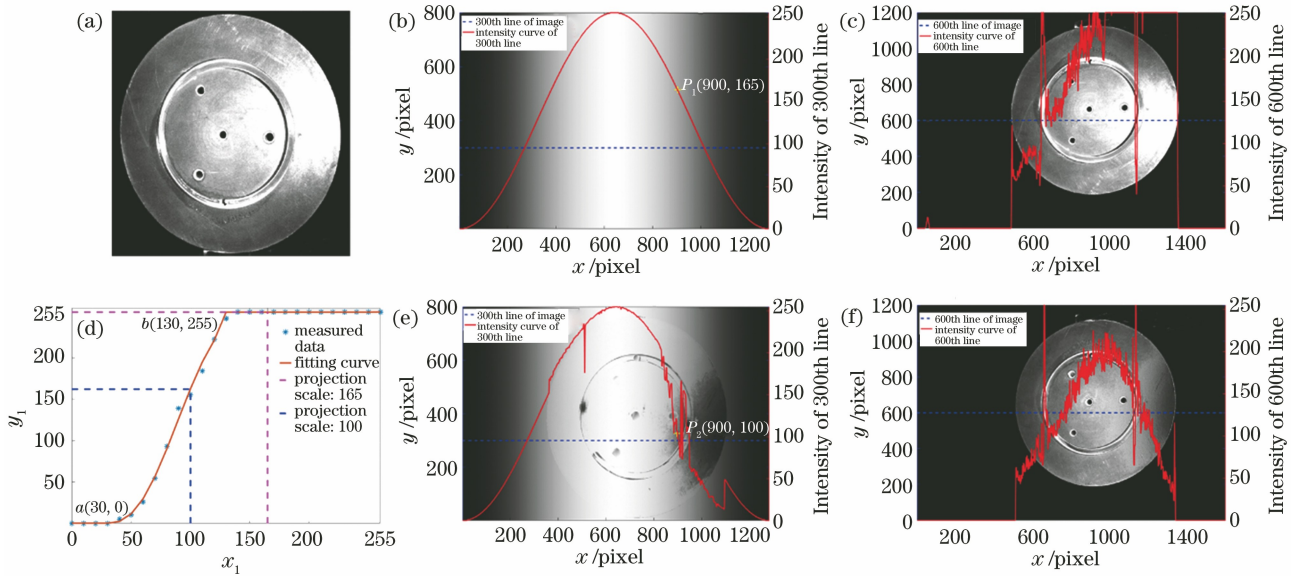 (a)
(b)
800
600
400
200
200 400 600 800 1000 1200
x /pixel
y /pixel
300th line of image
intensity curve of
300th line
P1(900, 165)
250
200
150
100
50
0
Intensity of 300th line
(c)
1200
1000
800
600
400
200
0
200 600 1000 1400
x /pixel
y /pixel
600th line of image
intensity curve of
600th line
250
200
150
100
50
0
Intensity of 600th line
(d)
255
200
150
100
50
0
0 50 100 150 200 255
x1
y1
b(130, 255)
a(30, 0)
measured
data
fitting curve
projection
scale: 165
projection
scale: 100
(e)
800
600
400
200
200 400 600 800 1000 1200
x /pixel
y /pixel
300th line of image
intensity curve of
300th line
P2(900, 100)
250
200
150
100
50
0
Intensity of 300th line
(f)
1200
1000
800
600
400
200
0
200 600 1000 1400
x /pixel
y /pixel
600th line of image
intensity curve of
600th line
250
200
150
100
50
0
Intensity of 600th line